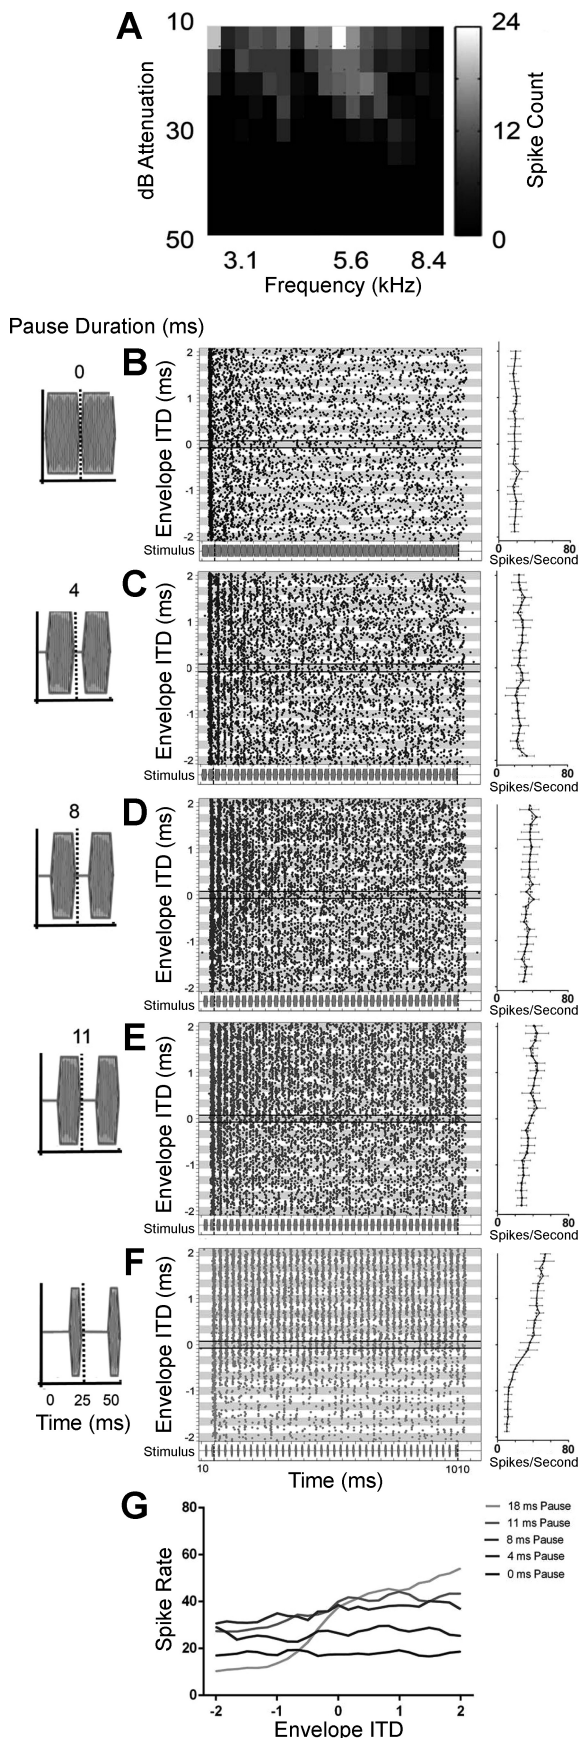 A
10
30
50
dB Attenuation
3.1
5.6
8.4
Frequency (kHz)
24
12
0
Spike Count
Pause Duration (ms)
0
B
Envelope ITD (ms)
2
1
0
-1
-2
Stimulus
0
80
Spikes/Second
4
C
Envelope ITD (ms)
2
1
0
-1
-2
Stimulus
0
80
Spikes/Second
8
D
Envelope ITD (ms)
2
1
0
-1
-2
Stimulus
0
80
Spikes/Second
11
E
Envelope ITD (ms)
2
1
0
-1
-2
Stimulus
0
80
Spikes/Second
F
Envelope ITD (ms)
2
1
0
-1
-2
0 25 50
Time (ms)
Stimulus
10
1010
Time (ms)
0
80
Spikes/Second
G
80
60
40
20
0
Spike Rate
-2 -1 0 1 2
Envelope ITD
18 ms Pause
11 ms Pause
8 ms Pause
4 ms Pause
0 ms Pause